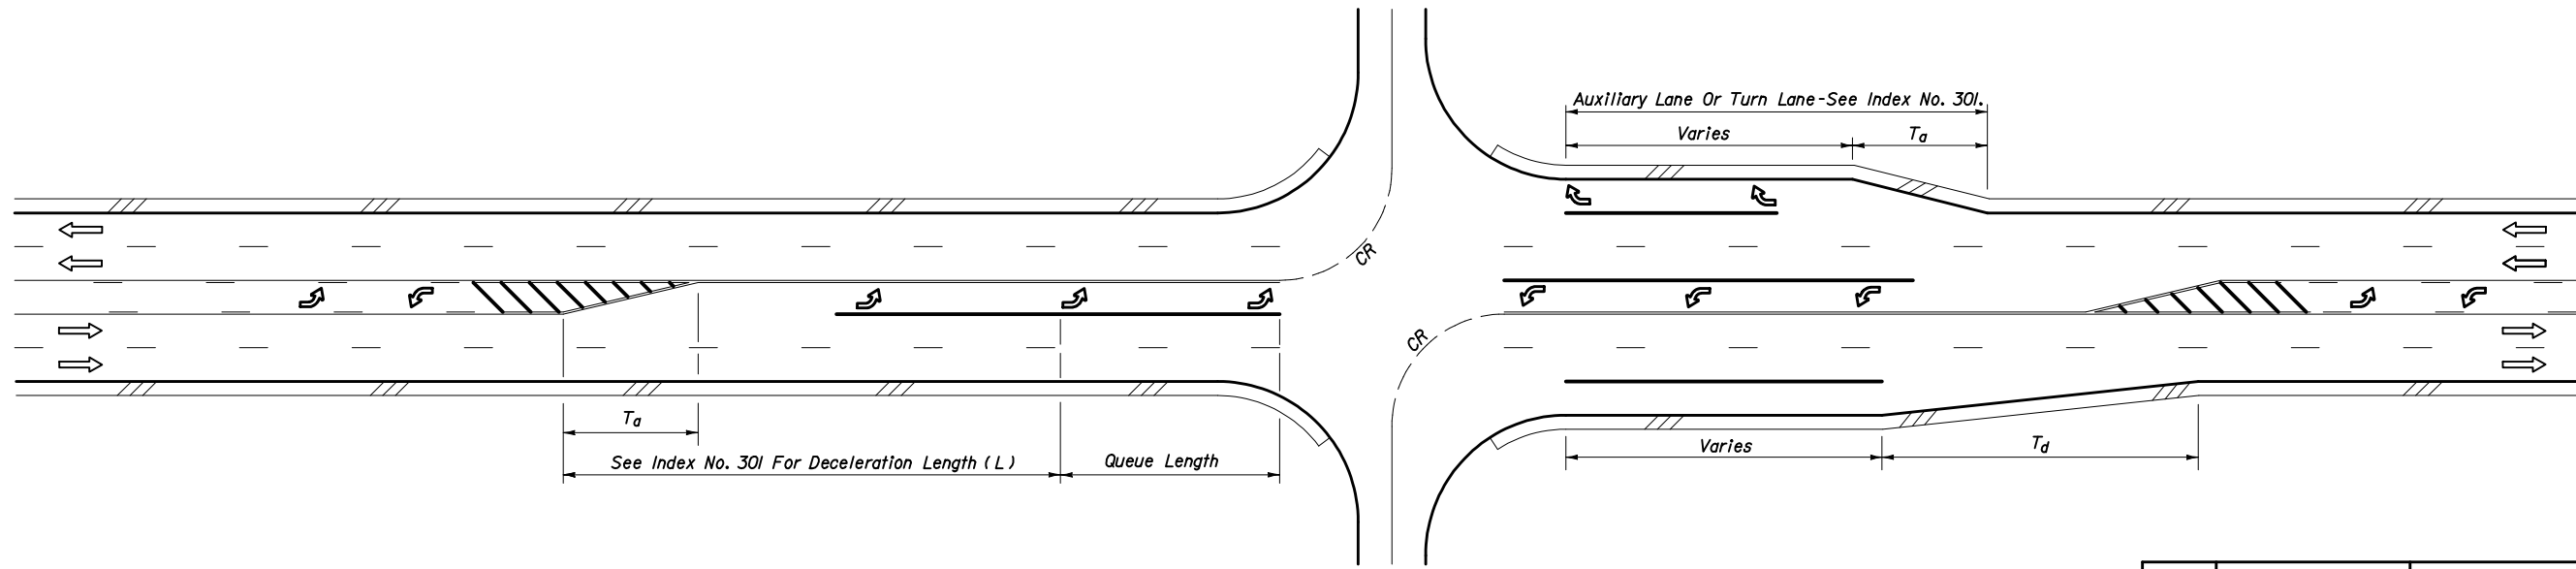 Auxiliary Lane Or Turn Lane-See Index No. 301.
Varies
Ta
CR
CR
Ta
See Index No. 301 For Deceleration Length (L)
Queue Length
Varies
Td